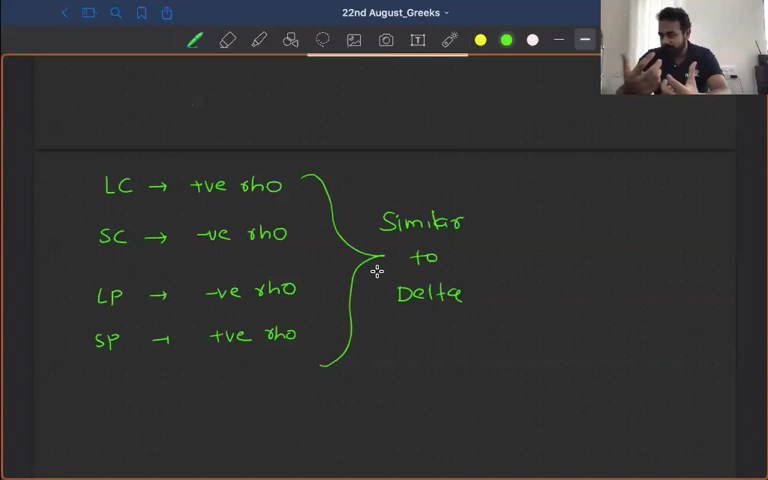 22nd August_Greeks
LC → +ve rho
SC → -ve rho
LP → -ve rho
SP → +ve rho
Similar
to
Delta